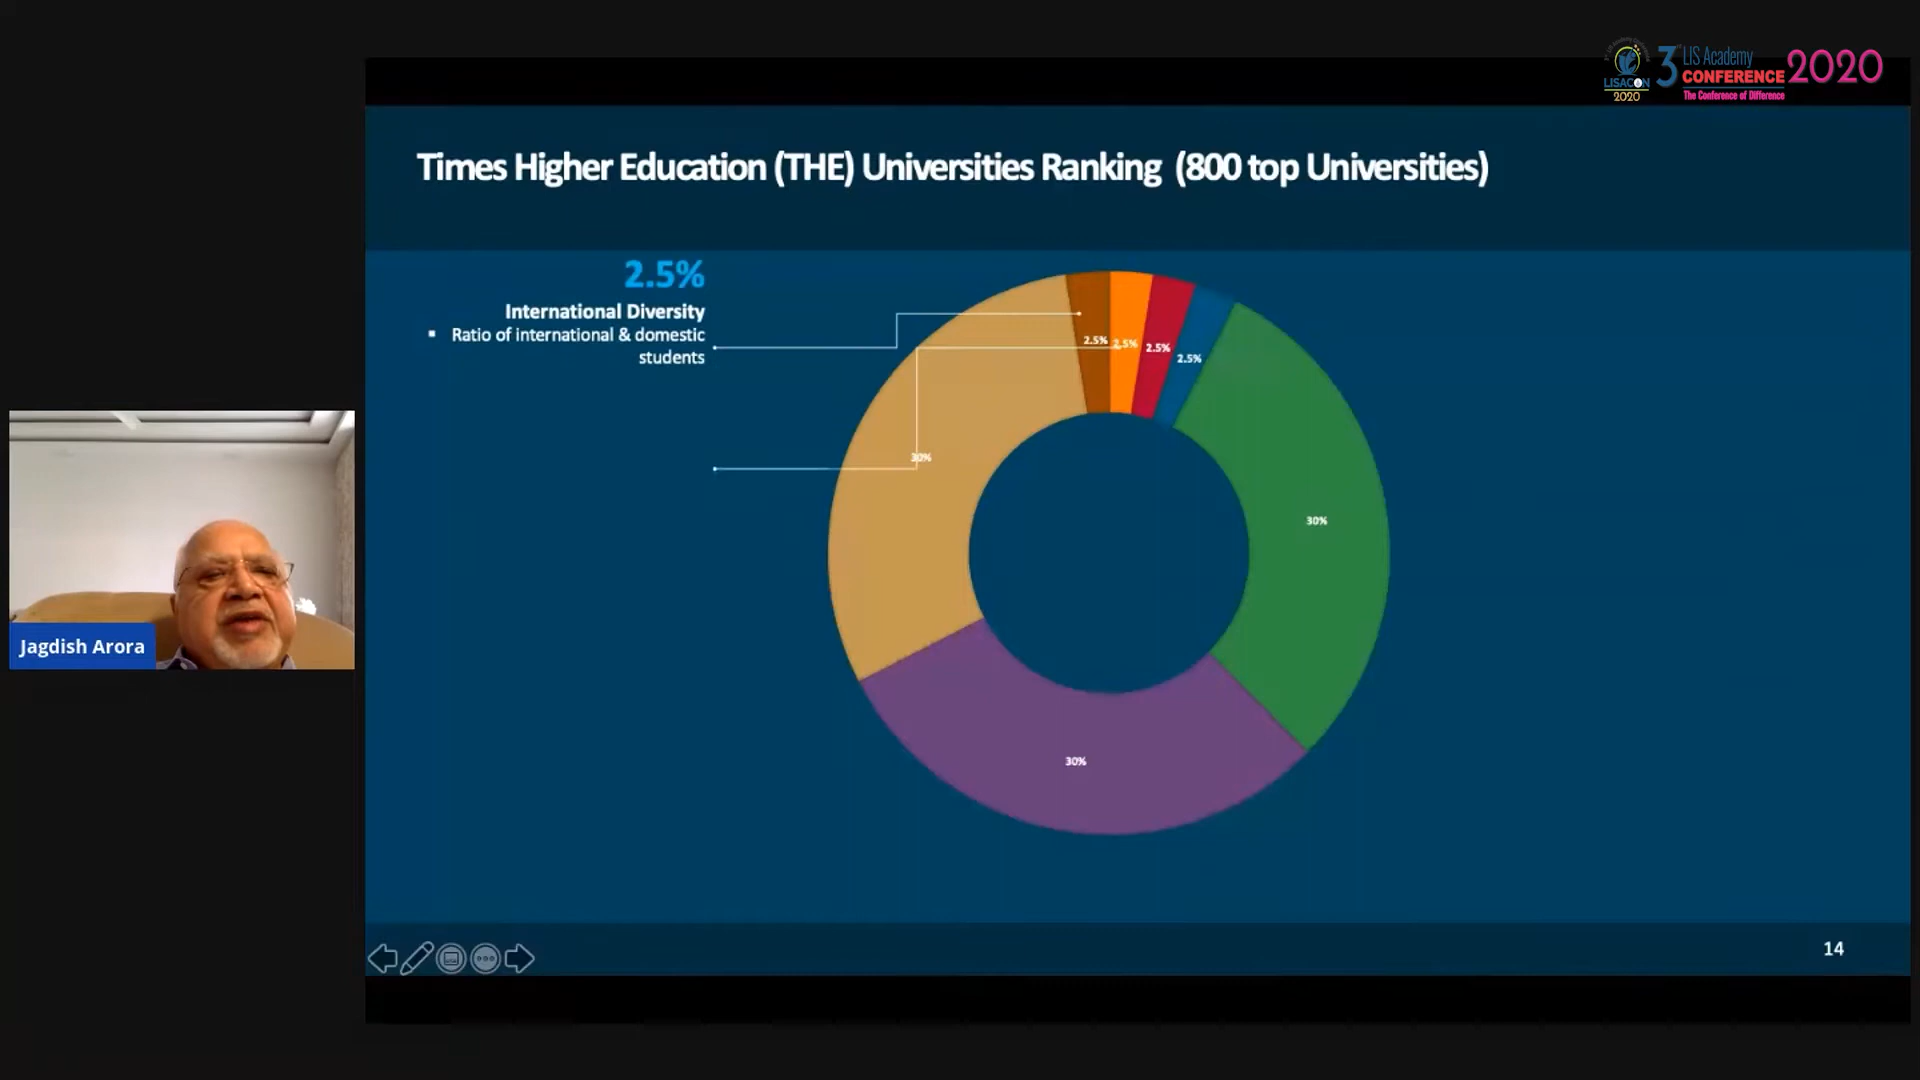 LISACON
2020
3rd LIS Academy
CONFERENCE 2020
The Conference of Difference
Times Higher Education (THE) Universities Ranking (800 top Universities)
2.5%
International Diversity
▪ Ratio of international & domestic
students
2.5%
2.5%
2.5%
2.5%
30%
30%
30%
Jagdish Arora
14